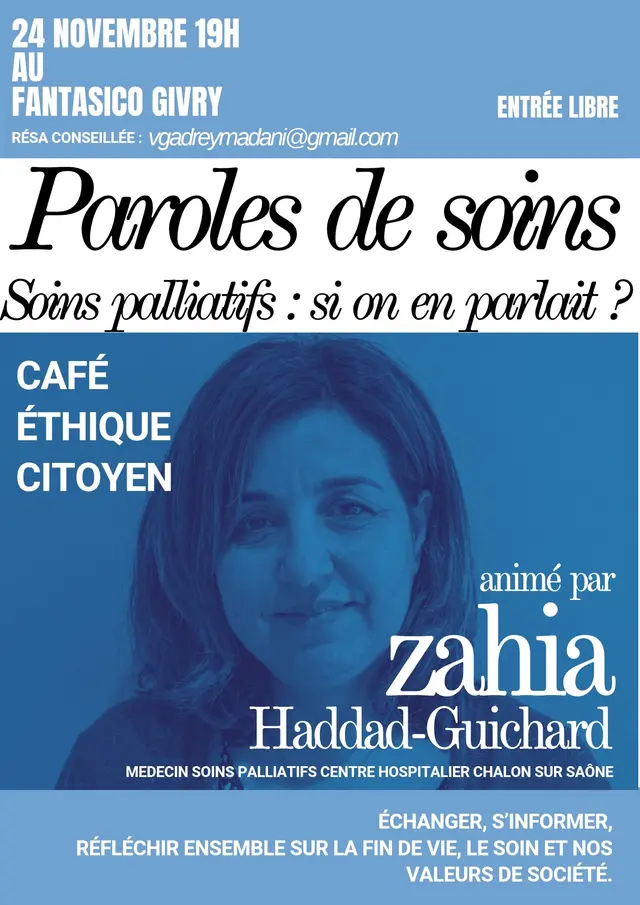 24 NOVEMBRE 19H
AU
FANTASICO GIVRY
ENTRÉE LIBRE
RÉSA CONSEILLÉE : vgadreymadani@gmail.com
Paroles de soins
Soins palliatifs : si on en parlait ?
CAFÉ
ÉTHIQUE
CITOYEN
animé par
zahia
Haddad-Guichard
MEDECIN SOINS PALLIATIFS CENTRE HOSPITALIER CHALON SUR SAÔNE
ÉCHANGER, S'INFORMER,
RÉFLÉCHIR ENSEMBLE SUR LA FIN DE VIE, LE SOIN ET NOS
VALEURS DE SOCIÉTÉ.